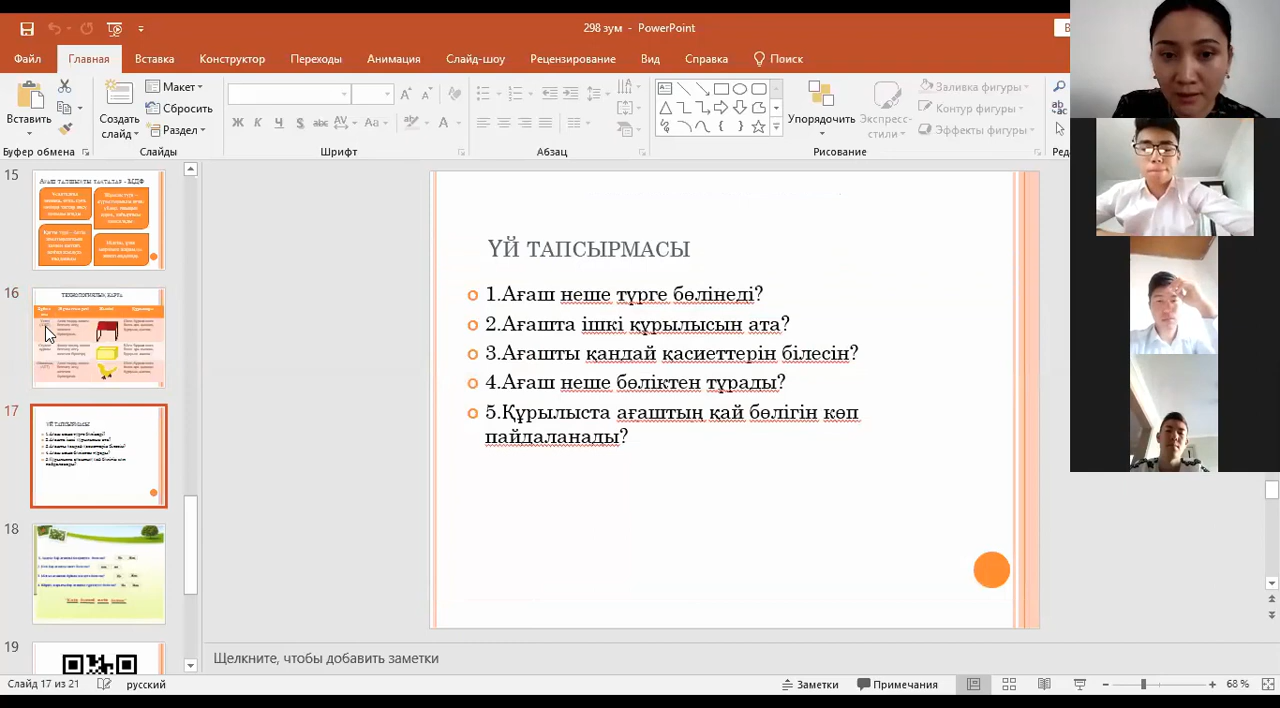 298 зум - PowerPoint
Файл Главная Вставка Конструктор Переходы Анимация Слайд-шоу Рецензирование Вид Справка Поиск
Вставить
Создать слайд
Макет
Сбросить
Раздел
Упорядочить
Экспресс-стили
Заливка фигуры
Контур фигуры
Эффекты фигуры
Буфер обмена Слайды Шрифт Абзац Рисование
15
16
ТЕХНОЛОГИЯЛЫҚ КАРТА
17
18
19
ҮЙ ТАПСЫРМАСЫ
1.Ағаш неше түрге бөлінеді?
2.Ағашта ішкі құрылысын ата?
3.Ағашты қандай касиеттерін білесін?
4.Ағаш неше бөліктен тұрады?
5.Құрылыста ағаштың қай бөлігін көп
пайдаланады?
Щелкните, чтобы добавить заметки
Слайд 17 из 21 русский Заметки Примечания 68 %